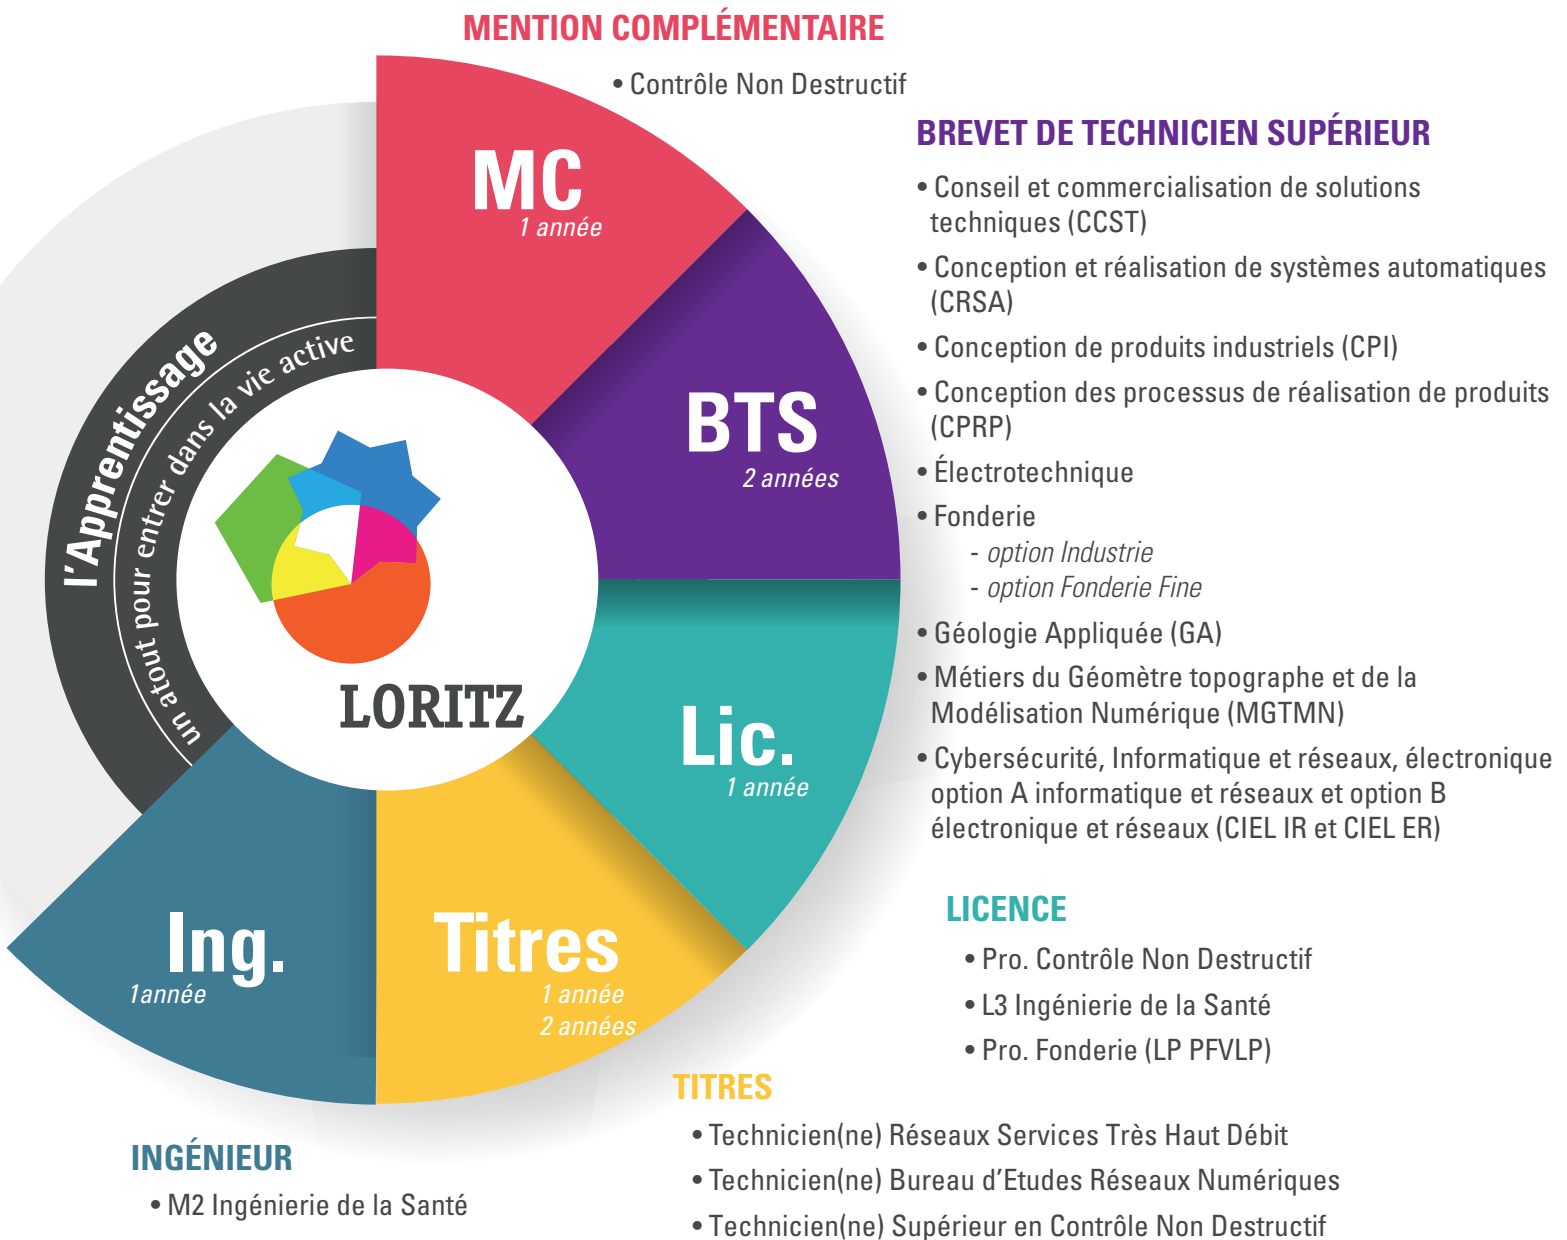 MENTION COMPLÉMENTAIRE
• Contrôle Non Destructif
MC
1 année
BREVET DE TECHNICIEN SUPÉRIEUR
• Conseil et commercialisation de solutions
techniques (CCST)
• Conception et réalisation de systèmes automatiques
(CRSA)
• Conception de produits industriels (CPI)
• Conception des processus de réalisation de produits
(CPRP)
• Électrotechnique
• Fonderie
- option Industrie
- option Fonderie Fine
• Géologie Appliquée (GA)
• Métiers du Géomètre topographe et de la
Modélisation Numérique (MGTMN)
• Cybersécurité, Informatique et réseaux, électronique
option A informatique et réseaux et option B
électronique et réseaux (CIEL IR et CIEL ER)
BTS
2 années
l'Apprentissage
un atout pour entrer dans la vie active
LORITZ
Lic.
1 année
LICENCE
• Pro. Contrôle Non Destructif
• L3 Ingénierie de la Santé
• Pro. Fonderie (LP PFVLP)
Ing.
1année
Titres
1 année
2 années
TITRES
• Technicien(ne) Réseaux Services Très Haut Débit
• Technicien(ne) Bureau d'Etudes Réseaux Numériques
• Technicien(ne) Supérieur en Contrôle Non Destructif
INGÉNIEUR
• M2 Ingénierie de la Santé